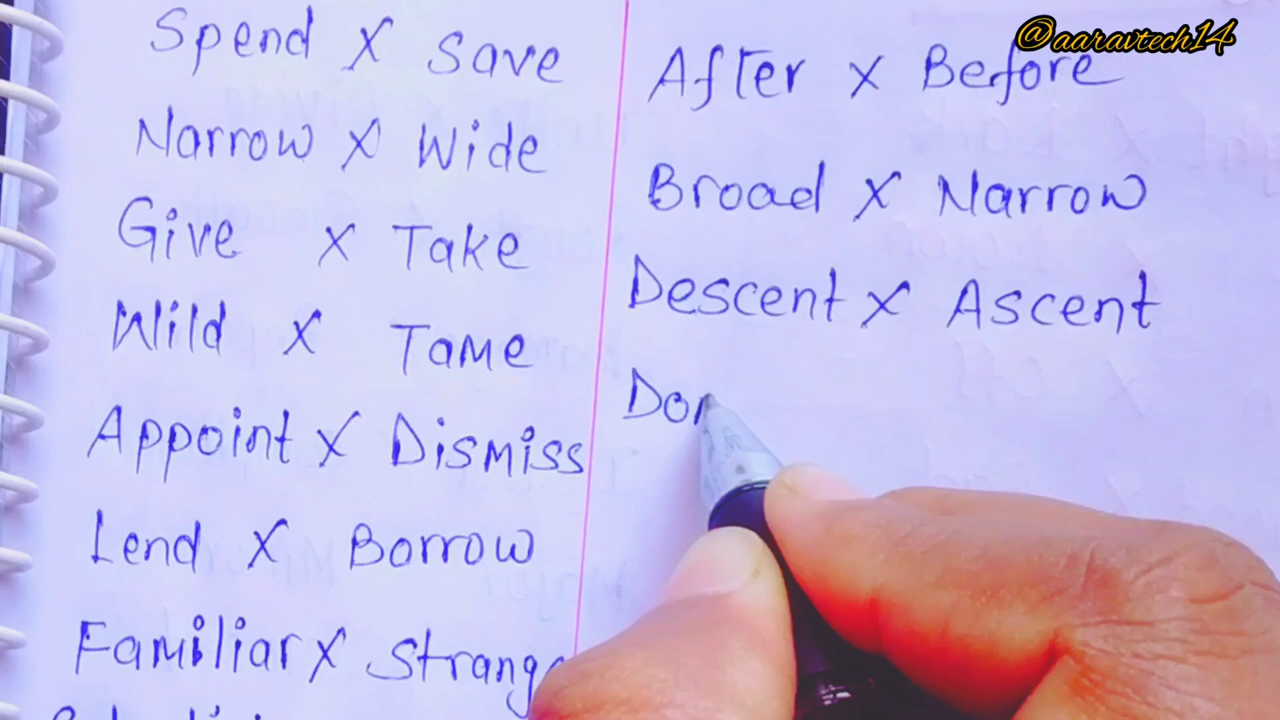 @aaravtech14
Spend X Save
Narrow X Wide
Give X Take
Wild X Tame
Appoint X Dismiss
Lend X Borrow
Familiar X
After X Before
Broad X Narrow
Descent X Ascent